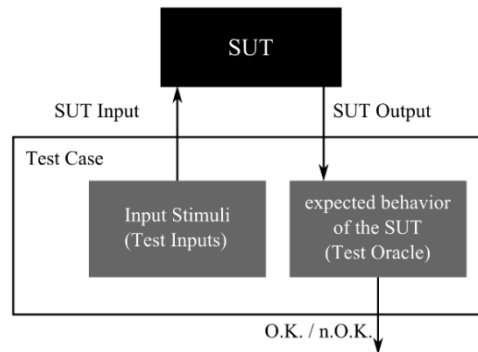 SUT
SUT Input
SUT Output
Test Case
Input Stimuli
(Test Inputs)
expected behavior
of the SUT
(Test Oracle)
O.K. / n.O.K.